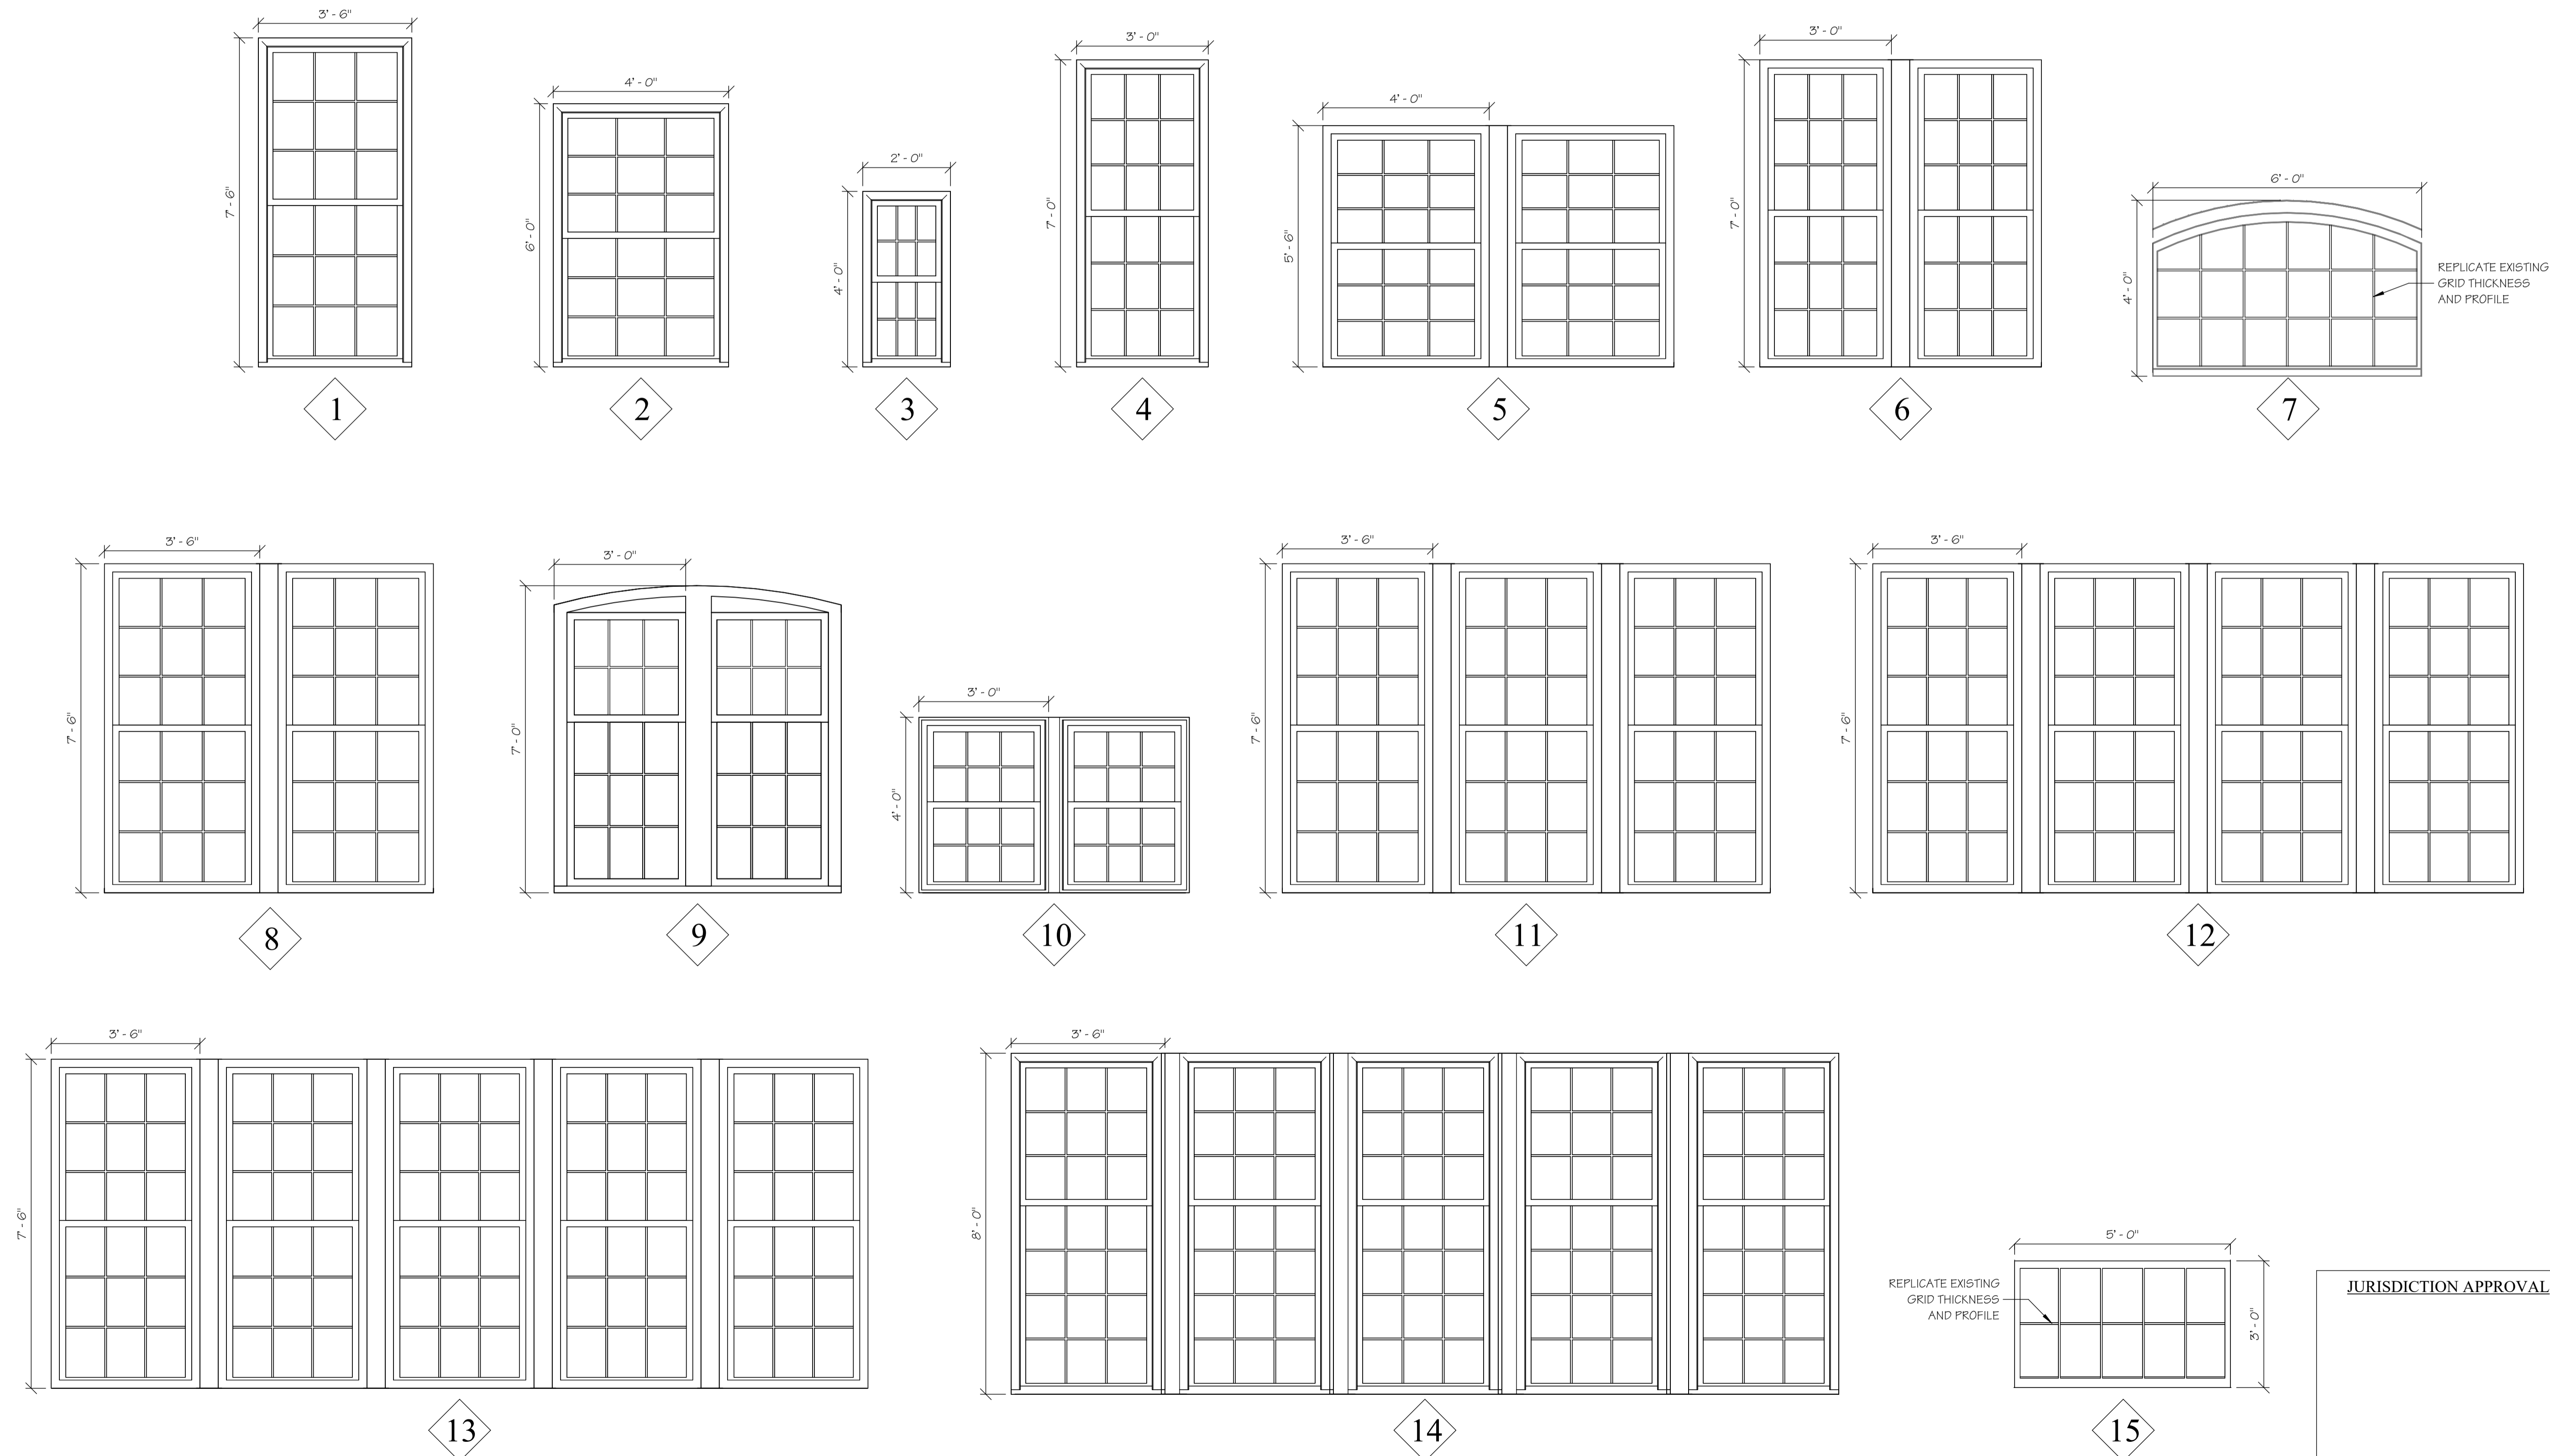 3' - 6"
7' - 6"
1
4' - 0"
6' - 0"
2
2' - 0"
4' - 0"
3
3' - 0"
7' - 0"
4
4' - 0"
5' - 6"
5
3' - 0"
7' - 0"
6
6' - 0"
4' - 0"
REPLICATE EXISTING
GRID THICKNESS
AND PROFILE
7
3' - 6"
7' - 6"
8
3' - 0"
7' - 0"
9
3' - 0"
4' - 0"
10
3' - 6"
7' - 6"
11
3' - 6"
7' - 6"
12
3' - 6"
7' - 6"
13
3' - 6"
8' - 0"
14
5' - 0"
REPLICATE EXISTING
GRID THICKNESS
AND PROFILE
3' - 0"
15
JURISDICTION APPROVAL